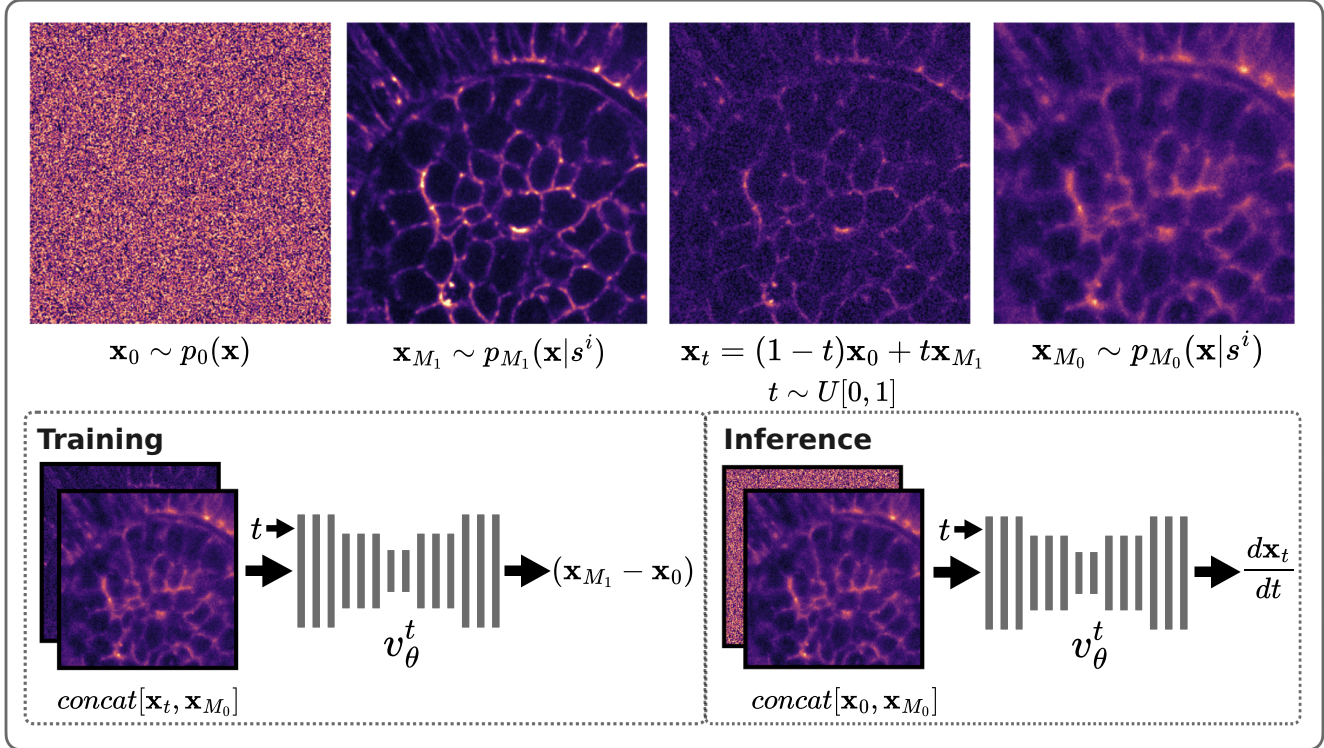 𝐱₀ ∼ p₀(𝐱)
𝐱_{M₁} ∼ p_{M₁}(𝐱|sⁱ)
𝐱ₜ = (1 − t)𝐱₀ + t𝐱_{M₁}
t ∼ U[0, 1]
𝐱_{M₀} ∼ p_{M₀}(𝐱|sⁱ)
Training
t
(𝐱_{M₁} − 𝐱₀)
v_θ^t
concat[𝐱ₜ, 𝐱_{M₀}]
Inference
t
d𝐱ₜ
dt
v_θ^t
concat[𝐱₀, 𝐱_{M₀}]